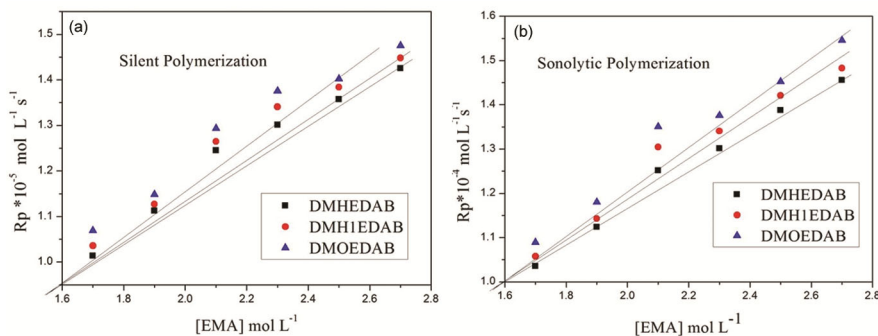 (a)
Silent Polymerization
Rp*10⁻⁵ mol L⁻¹ s⁻¹
1.4
1.3
1.2
1.1
1.0
DMHEDAB
DMH1EDAB
DMOEDAB
1.6 1.8 2.0 2.2 2.4 2.6 2.8
[EMA] mol L⁻¹
(b)
Sonolytic Polymerization
Rp*10⁻⁴ mol L⁻¹s⁻¹
1.6
1.5
1.4
1.3
1.2
1.1
1.0
DMHEDAB
DMH1EDAB
DMOEDAB
1.6 1.8 2.0 2.2 2.4 2.6 2.8
[EMA] mol L⁻¹